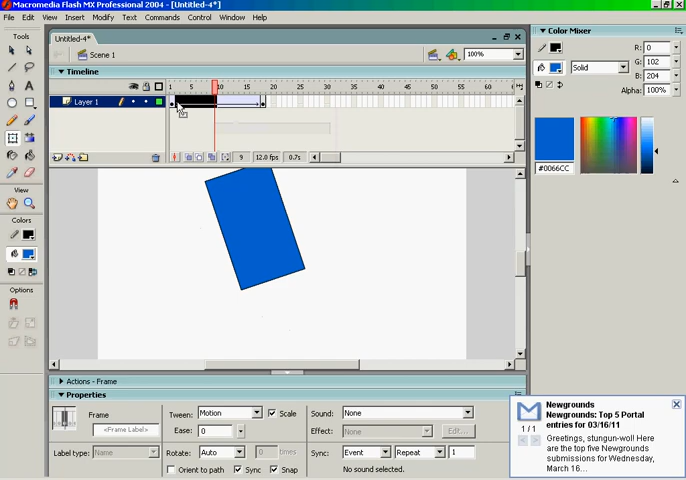 Macromedia Flash MX Professional 2004 - [Untitled-4*]
File Edit View Insert Modify Text Commands Control Window Help
Tools
Untitled-4*
Scene 1
100%
Timeline
1 5 10 15 20 25 30 35 40 45 50 55 60 65
Layer 1
9 12.0 fps 0.7s
View
Colors
Options
Color Mixer
R: 0
Solid
G: 102
B: 204
Alpha: 100%
#0066CC
Actions - Frame
Properties
Frame
<Frame Label>
Label type: Name
Tween: Motion
Scale
Ease: 0
Rotate: Auto
0 times
Orient to path
Sync
Snap
Sound: None
Effect: None
Edit...
Sync: Event
Repeat
1
No sound selected.
Newgrounds
Newgrounds: Top 5 Portal
entries for 03/16/11
1 / 1
Greetings, stungun-wol! Here
are the top five Newgrounds
submissions for Wednesday,
March 16...